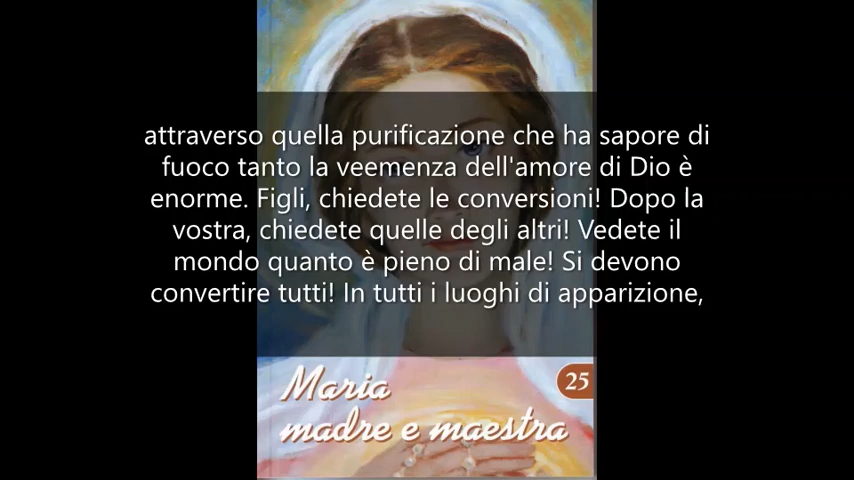 attraverso quella purificazione che ha sapore di
fuoco tanto la veemenza dell'amore di Dio è
enorme. Figli, chiedete le conversioni! Dopo la
vostra, chiedete quelle degli altri! Vedete il
mondo quanto è pieno di male! Si devono
convertire tutti! In tutti i luoghi di apparizione,
25
Maria
madre e maestra